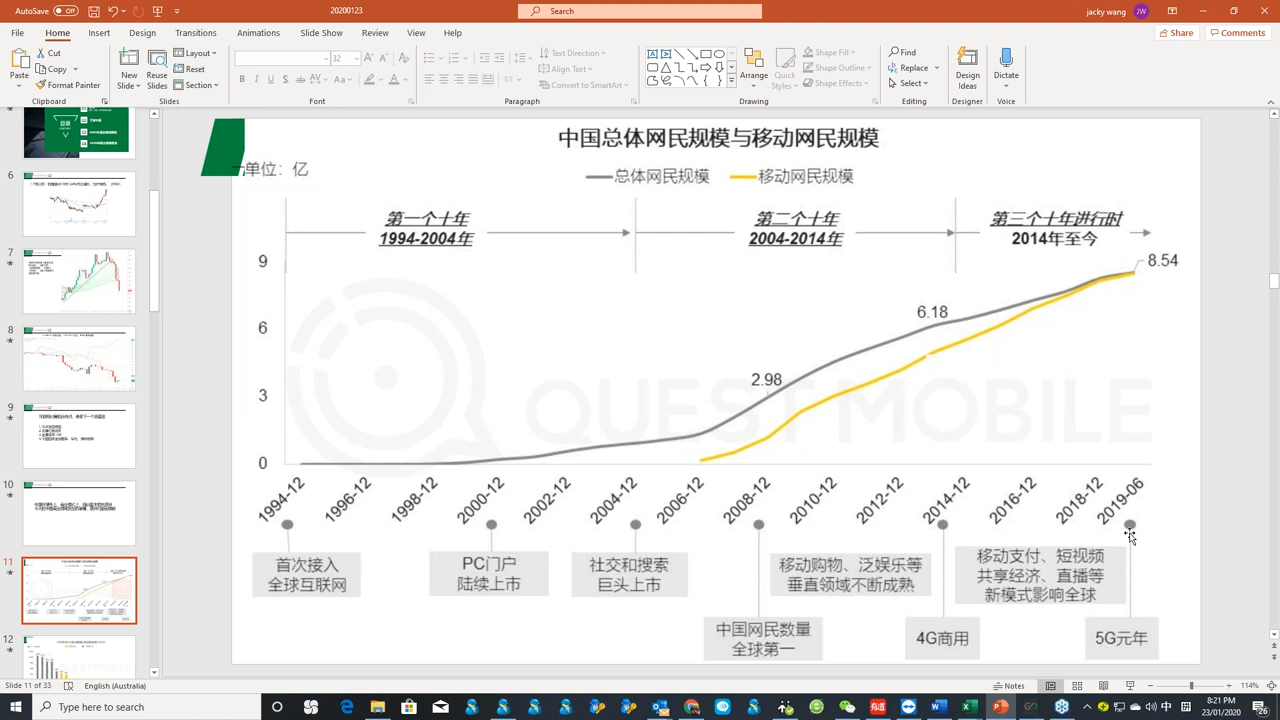 AutoSave Off
20200123
Search
jacky wang
JW
File Home Insert Design Transitions Animations Slide Show Review View Help
Share Comments
Paste
Cut
Copy
Format Painter
Clipboard
New Slide
Reuse Slides
Layout
Reset
Section
Slides
32
Font
Text Direction
Align Text
Convert to SmartArt
Paragraph
Arrange
Quick Styles
Shape Fill
Shape Outline
Shape Effects
Drawing
Find
Replace
Select
Editing
Design Ideas
Designer
Dictate
Voice
6
7
8
9
10
11
12
中国总体网民规模与移动网民规模
单位：亿
总体网民规模 移动网民规模
第一个十年
1994-2004年
第二个十年
2004-2014年
第三个十年进行时
2014年至今
9
6
3
0
2.98
6.18
8.54
QUEST MOBILE
1994-12 1996-12 1998-12 2000-12 2002-12 2004-12 2006-12 2008-12 2010-12 2012-12 2014-12 2016-12 2018-12 2019-06
首次接入
全球互联网
PC门户
陆续上市
社交和搜索
巨头上市
移动购物、泛娱乐等
垂直领域不断成熟
移动支付、短视频
共享经济、直播等
新模式影响全球
中国网民数量
全球第一
4G商用
5G元年
Slide 11 of 33 English (Australia)
Notes
114%
Type here to search
中
8:21 PM
23/01/2020
26